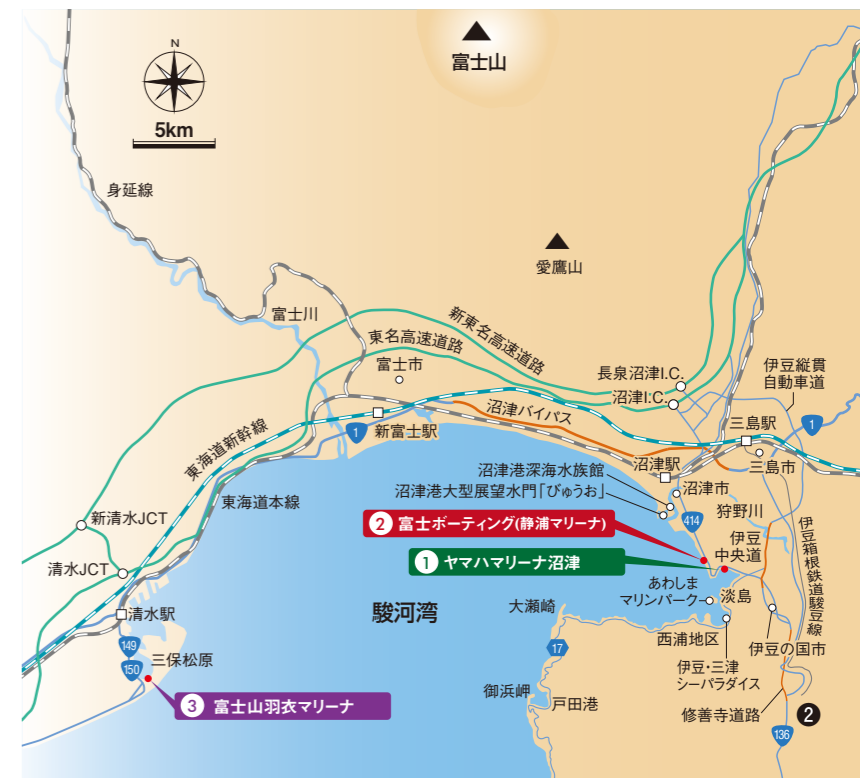 N
5km
富士山
身延線
愛鷹山
富士川
東名高速道路
新東名高速道路
富士市
長泉沼津I.C.
沼津I.C.
伊豆縦貫
自動車道
沼津バイパス
1
新富士駅
東海道新幹線
東海道本線
三島駅
1
三島市
沼津駅
沼津港深海水族館
沼津港大型展望水門「びゅうお」
沼津市
狩野川
414
新清水JCT
清水JCT
2 富士ボーティング(静浦マリーナ)
1 ヤマハマリーナ沼津
伊豆
中央道
伊豆箱根鉄道駿豆線
あわしま
マリンパーク
淡島
清水駅
駿河湾
大瀬崎
西浦地区
伊豆の国市
149
150
三保松原
17
伊豆・三津
シーパラダイス
3 富士山羽衣マリーナ
御浜岬
戸田港
修善寺道路
2
136